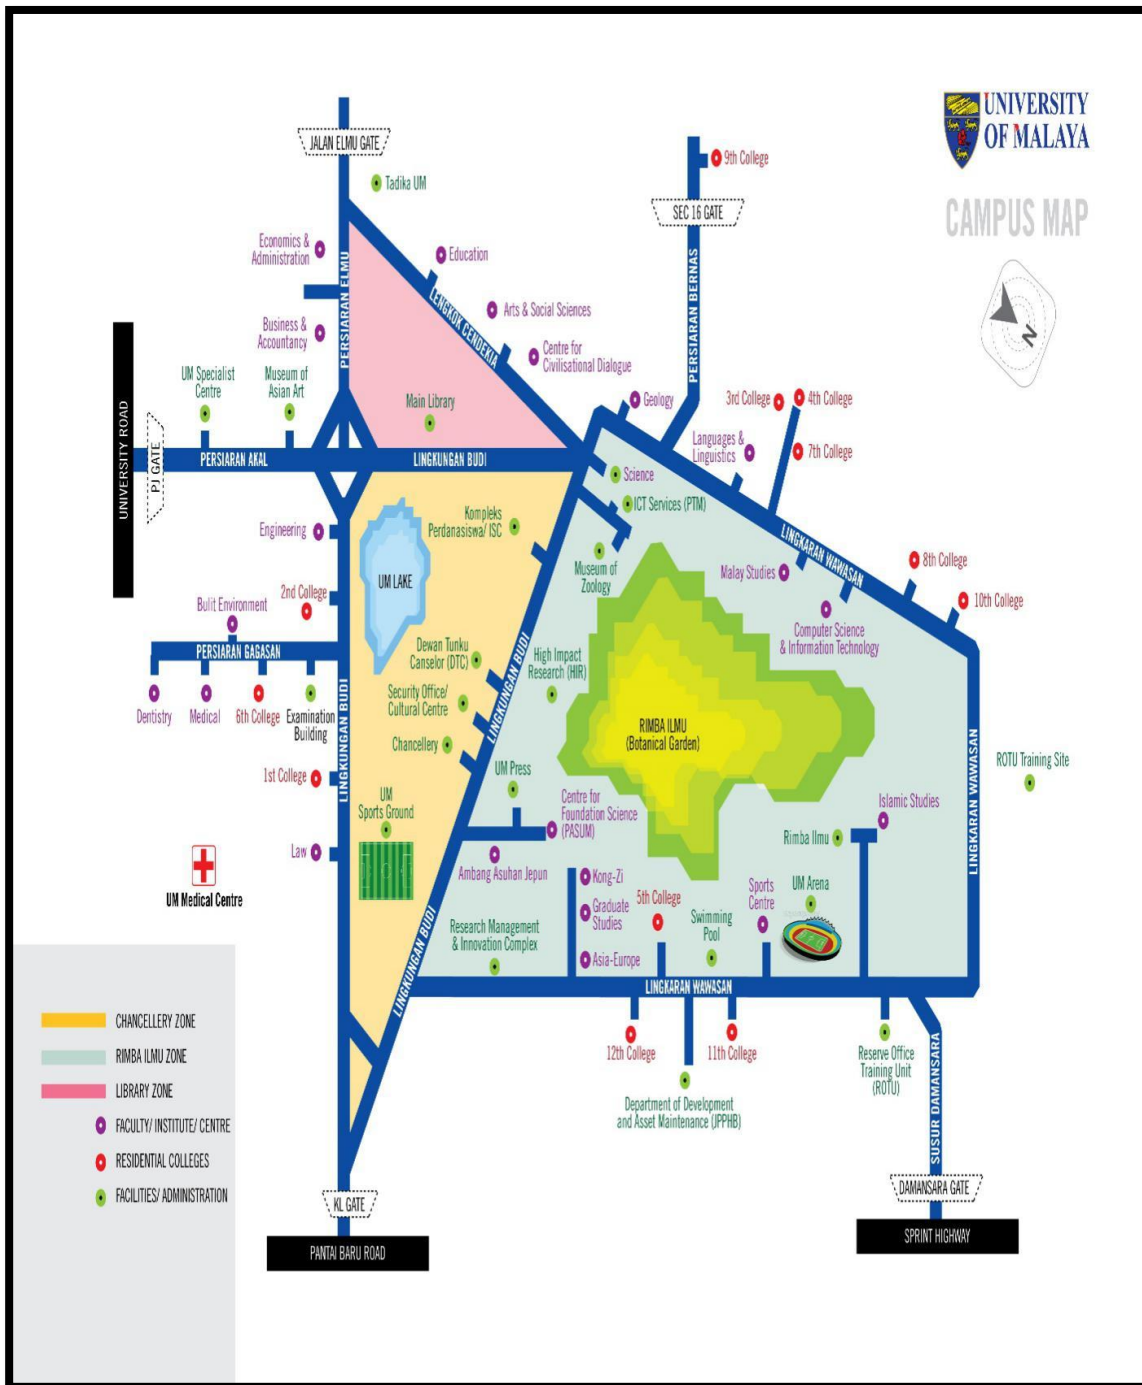 UNIVERSITY
OF MALAYA
CAMPUS MAP
N
JALAN ELMU GATE
Tadika UM
9th College
SEC 16 GATE
Economics &
Administration
PERSIARAN ELMU
Education
LENGKOK CENDEKIA
Arts & Social Sciences
PERSIARAN BERNAS
Business &
Accountancy
Centre for
Civilisational Dialogue
UM Specialist
Centre
Museum of
Asian Art
Main Library
Geology
3rd College
4th College
7th College
Languages &
Linguistics
UNIVERSITY ROAD
PJ GATE
PERSIARAN AKAL
LINGKUNGAN BUDI
Science
ICT Services (PTM)
Engineering
Kompleks
Perdanasiswa/ ISC
UM LAKE
Museum of
Zoology
LINGKARAN WAWASAN
Malay Studies
8th College
10th College
2nd College
Bulit Environment
PERSIARAN GAGASAN
Computer Science
& Information Technology
Dewan Tunku
Canselor (DTC)
LINGKUNGAN BUDI
High Impact
Research (HIR)
Security Office/
Cultural Centre
Dentistry
Medical
6th College
Examination
Building
LINGKUNGAN BUDI
Chancellery
RIMBA ILMU
(Botanical Garden)
LINGKARAN WAWASAN
ROTU Training Site
1st College
UM Press
UM
Sports Ground
Centre for
Foundation Science
(PASUM)
Islamic Studies
Rimba Ilmu
Law
Ambang Asuhan Jepun
Kong-Zi
UM Medical Centre
5th College
Sports
Centre
UM Arena
Graduate
Studies
Swimming
Pool
LINGKUNGAN BUDI
Research Management
& Innovation Complex
Asia-Europe
LINGKARAN WAWASAN
12th College
11th College
Reserve Office
Training Unit
(ROTU)
SUSUR DAMANSARA
Department of Development
and Asset Maintenance (JPPHB)
CHANCELLERY ZONE
RIMBA ILMU ZONE
LIBRARY ZONE
FACULTY/ INSTITUTE/ CENTRE
RESIDENTIAL COLLEGES
FACILITIES/ ADMINISTRATION
KL GATE
PANTAI BARU ROAD
DAMANSARA GATE
SPRINT HIGHWAY